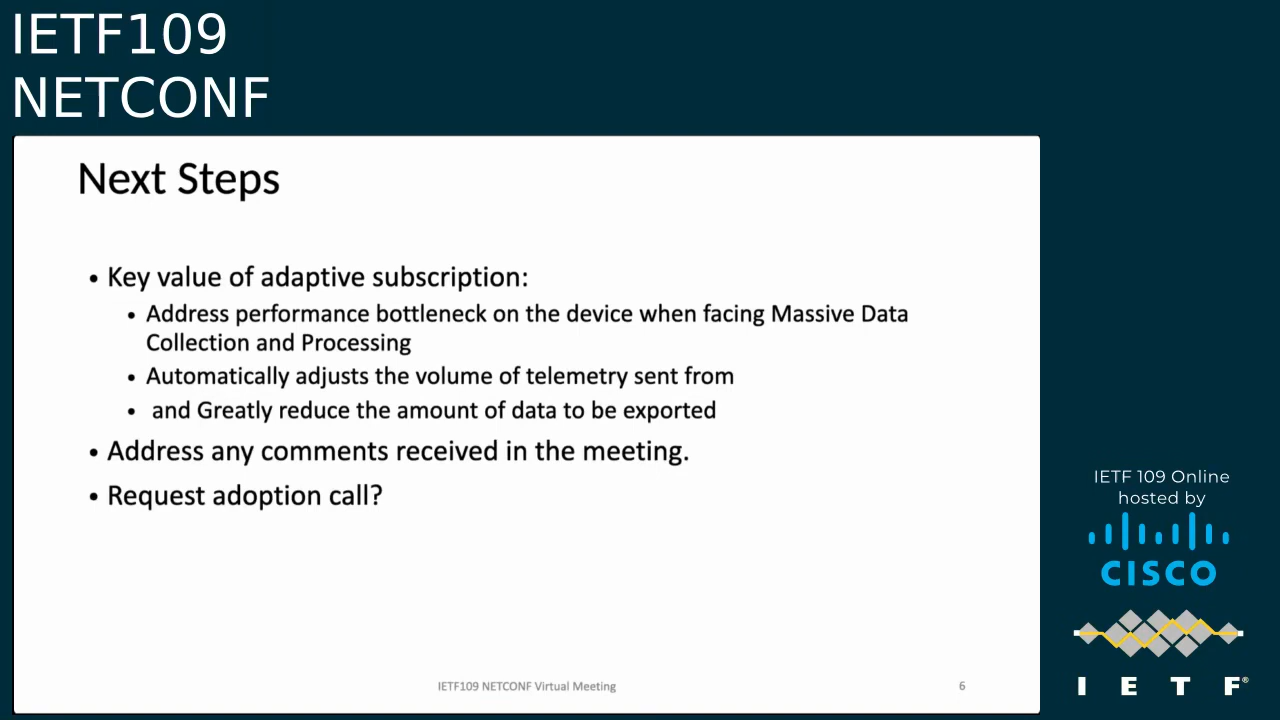 IETF109
NETCONF
Next Steps
• Key value of adaptive subscription:
• Address performance bottleneck on the device when facing Massive Data
Collection and Processing
• Automatically adjusts the volume of telemetry sent from
• and Greatly reduce the amount of data to be exported
• Address any comments received in the meeting.
• Request adoption call?
IETF109 NETCONF Virtual Meeting
6
IETF 109 Online
hosted by
CISCO
I E T F®